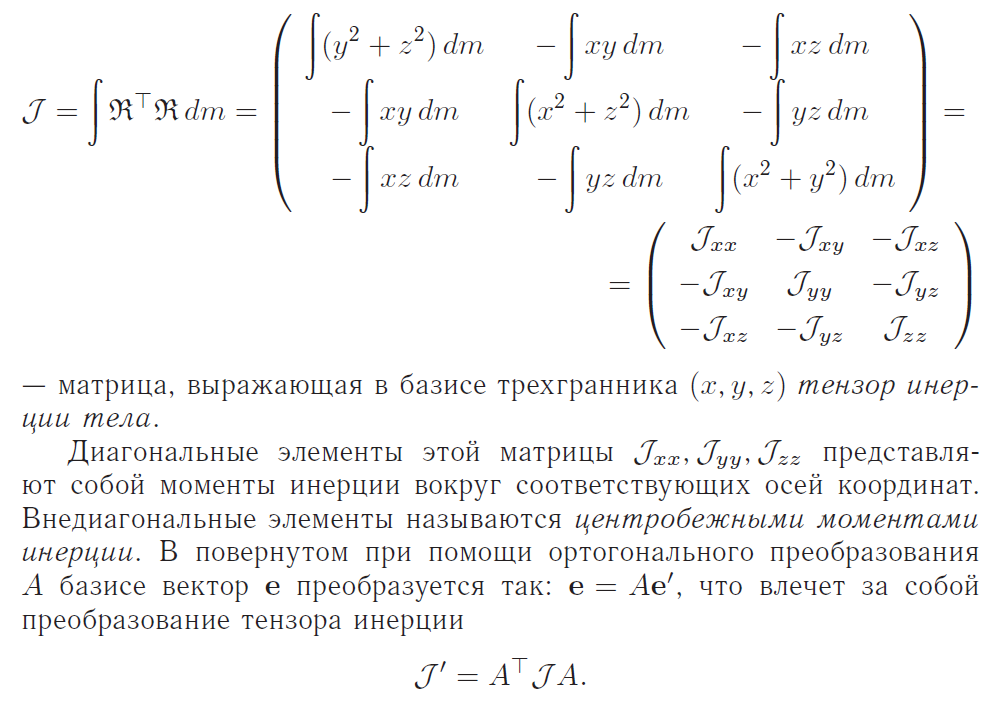 $$\mathcal{J} = \int \mathfrak{R}^\top \mathfrak{R}\, dm = \begin{pmatrix} \int (y^2 + z^2)\, dm & -\int xy\, dm & -\int xz\, dm \\ -\int xy\, dm & \int (x^2 + z^2)\, dm & -\int yz\, dm \\ -\int xz\, dm & -\int yz\, dm & \int (x^2 + y^2)\, dm \end{pmatrix} =$$
$$= \begin{pmatrix} \mathcal{J}_{xx} & -\mathcal{J}_{xy} & -\mathcal{J}_{xz} \\ -\mathcal{J}_{xy} & \mathcal{J}_{yy} & -\mathcal{J}_{yz} \\ -\mathcal{J}_{xz} & -\mathcal{J}_{yz} & \mathcal{J}_{zz} \end{pmatrix}$$
— матрица, выражающая в базисе трехгранника $(x, y, z)$ тензор инер-
ции тела.
Диагональные элементы этой матрицы $\mathcal{J}_{xx}, \mathcal{J}_{yy}, \mathcal{J}_{zz}$ представля-
ют собой моменты инерции вокруг соответствующих осей координат.
Внедиагональные элементы называются центробежными моментами
инерции. В повернутом при помощи ортогонального преобразования
$A$ базисе вектор $\mathbf{e}$ преобразуется так: $\mathbf{e} = A\mathbf{e}'$, что влечет за собой
преобразование тензора инерции
$$\mathcal{J}' = A^\top \mathcal{J} A.$$